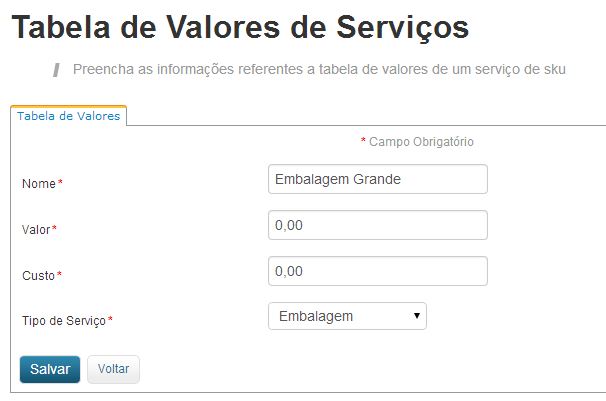 Tabela de Valores de Serviços
Preencha as informações referentes a tabela de valores de um serviço de sku
Tabela de Valores
* Campo Obrigatório
Nome* Embalagem Grande
Valor* 0,00
Custo* 0,00
Tipo de Serviço* Embalagem
Salvar Voltar